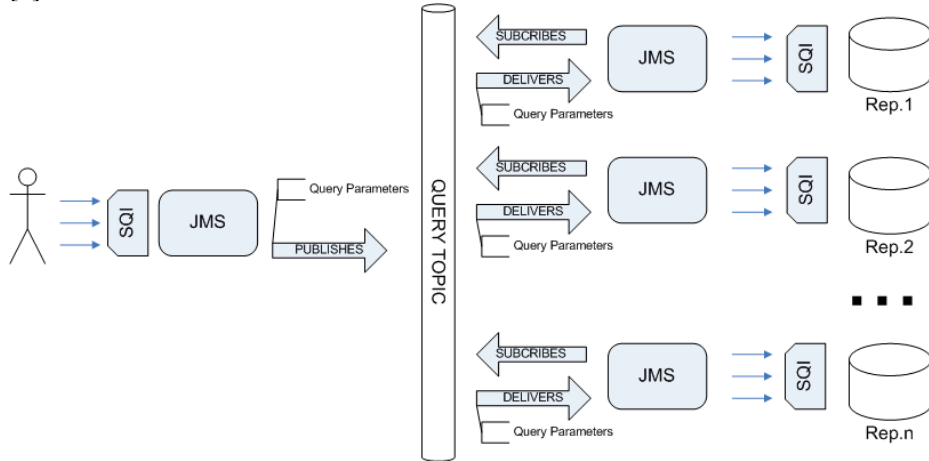 SUBCRIBES
JMS
SQI
DELIVERS
Query Parameters
Rep.1
SUBCRIBES
JMS
SQI
DELIVERS
Query Parameters
Rep.2
SQI
JMS
Query Parameters
PUBLISHES
QUERY TOPIC
SUBCRIBES
JMS
SQI
DELIVERS
Query Parameters
Rep.n